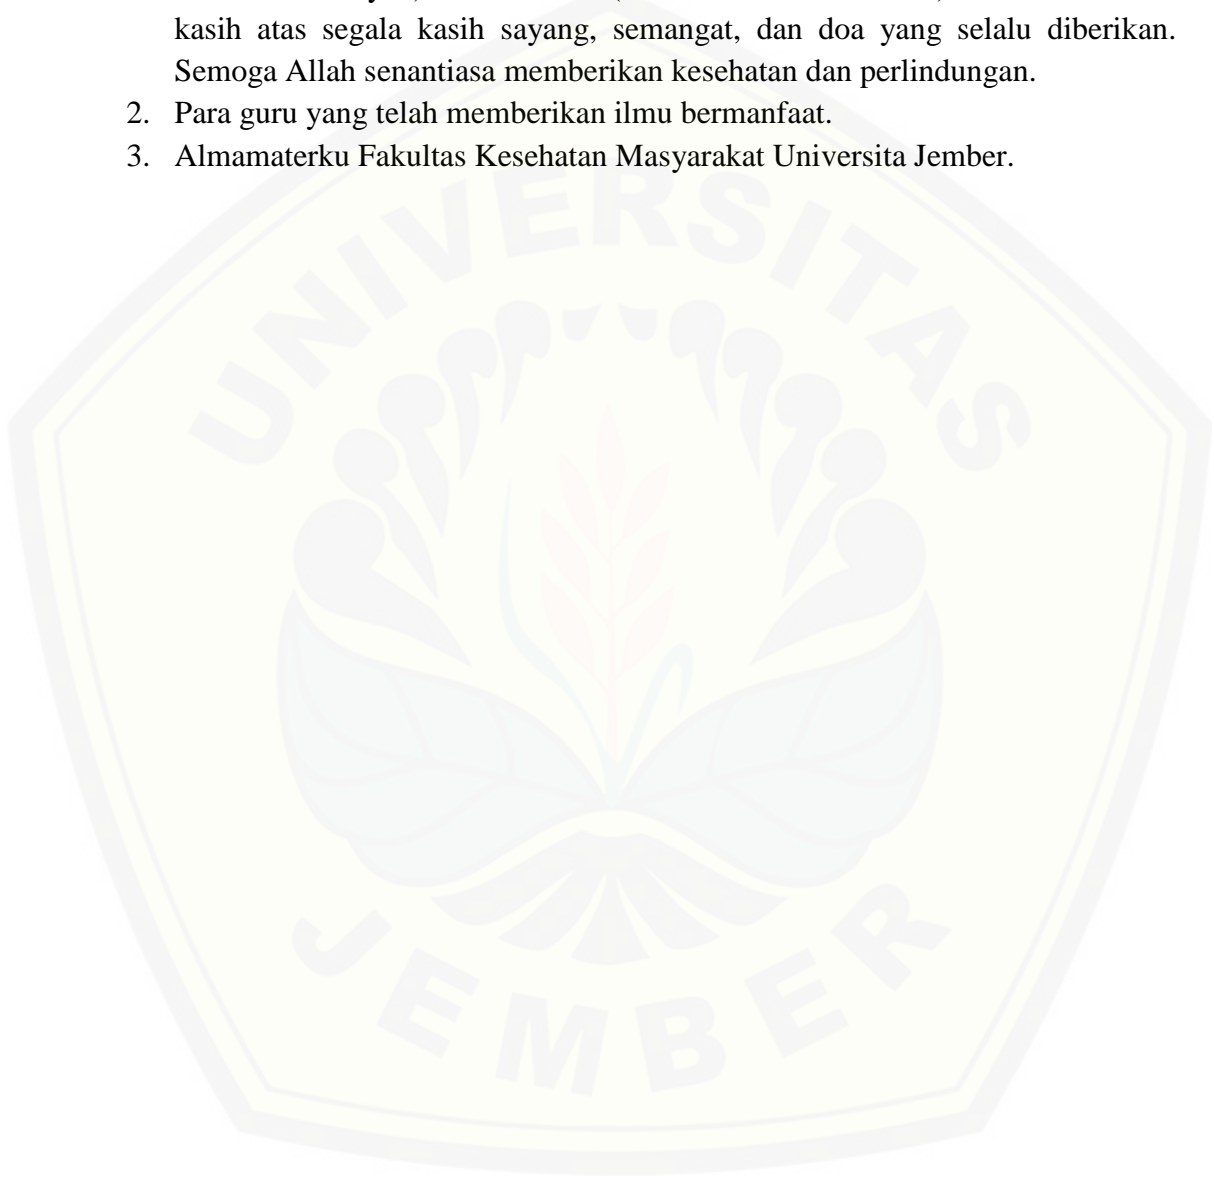 kasih atas segala kasih sayang, semangat, dan doa yang selalu diberikan.
Semoga Allah senantiasa memberikan kesehatan dan perlindungan.
2. Para guru yang telah memberikan ilmu bermanfaat.
3. Almamaterku Fakultas Kesehatan Masyarakat Universita Jember.
UNIVERSITAS
JEMBER